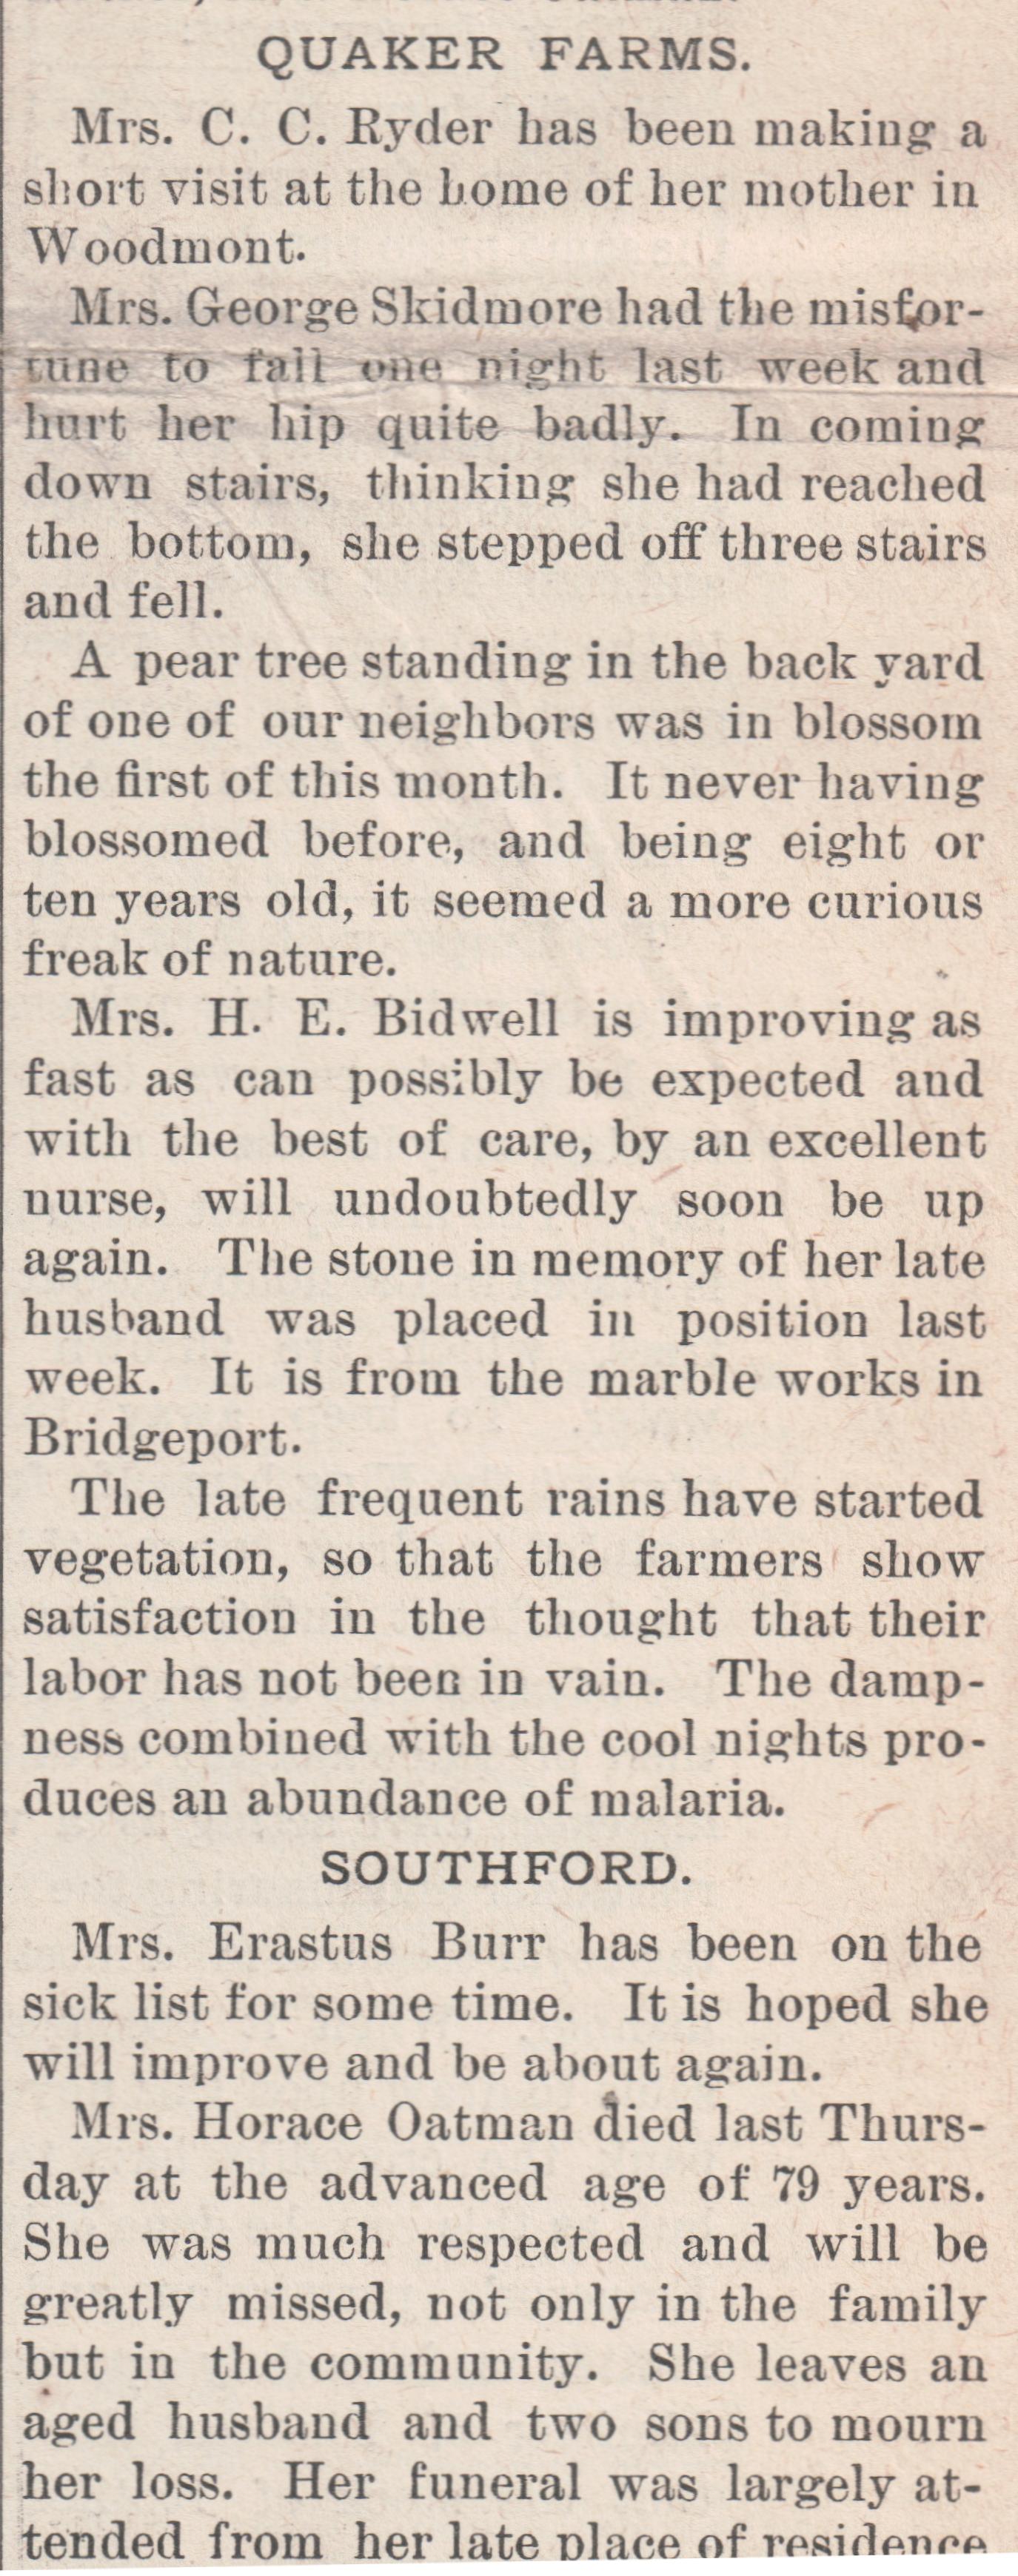 QUAKER FARMS.
Mrs. C. C. Ryder has been making a
short visit at the home of her mother in
Woodmont.
Mrs. George Skidmore had the misfor-
tune to fall one night last week and
hurt her hip quite badly. In coming
down stairs, thinking she had reached
the bottom, she stepped off three stairs
and fell.
A pear tree standing in the back yard
of one of our neighbors was in blossom
the first of this month. It never having
blossomed before, and being eight or
ten years old, it seemed a more curious
freak of nature.
Mrs. H. E. Bidwell is improving as
fast as can possibly be expected and
with the best of care, by an excellent
nurse, will undoubtedly soon be up
again. The stone in memory of her late
husband was placed in position last
week. It is from the marble works in
Bridgeport.
The late frequent rains have started
vegetation, so that the farmers show
satisfaction in the thought that their
labor has not been in vain. The damp-
ness combined with the cool nights pro-
duces an abundance of malaria.
SOUTHFORD.
Mrs. Erastus Burr has been on the
sick list for some time. It is hoped she
will improve and be about again.
Mrs. Horace Oatman died last Thurs-
day at the advanced age of 79 years.
She was much respected and will be
greatly missed, not only in the family
but in the community. She leaves an
aged husband and two sons to mourn
her loss. Her funeral was largely at-
tended from her late place of residence